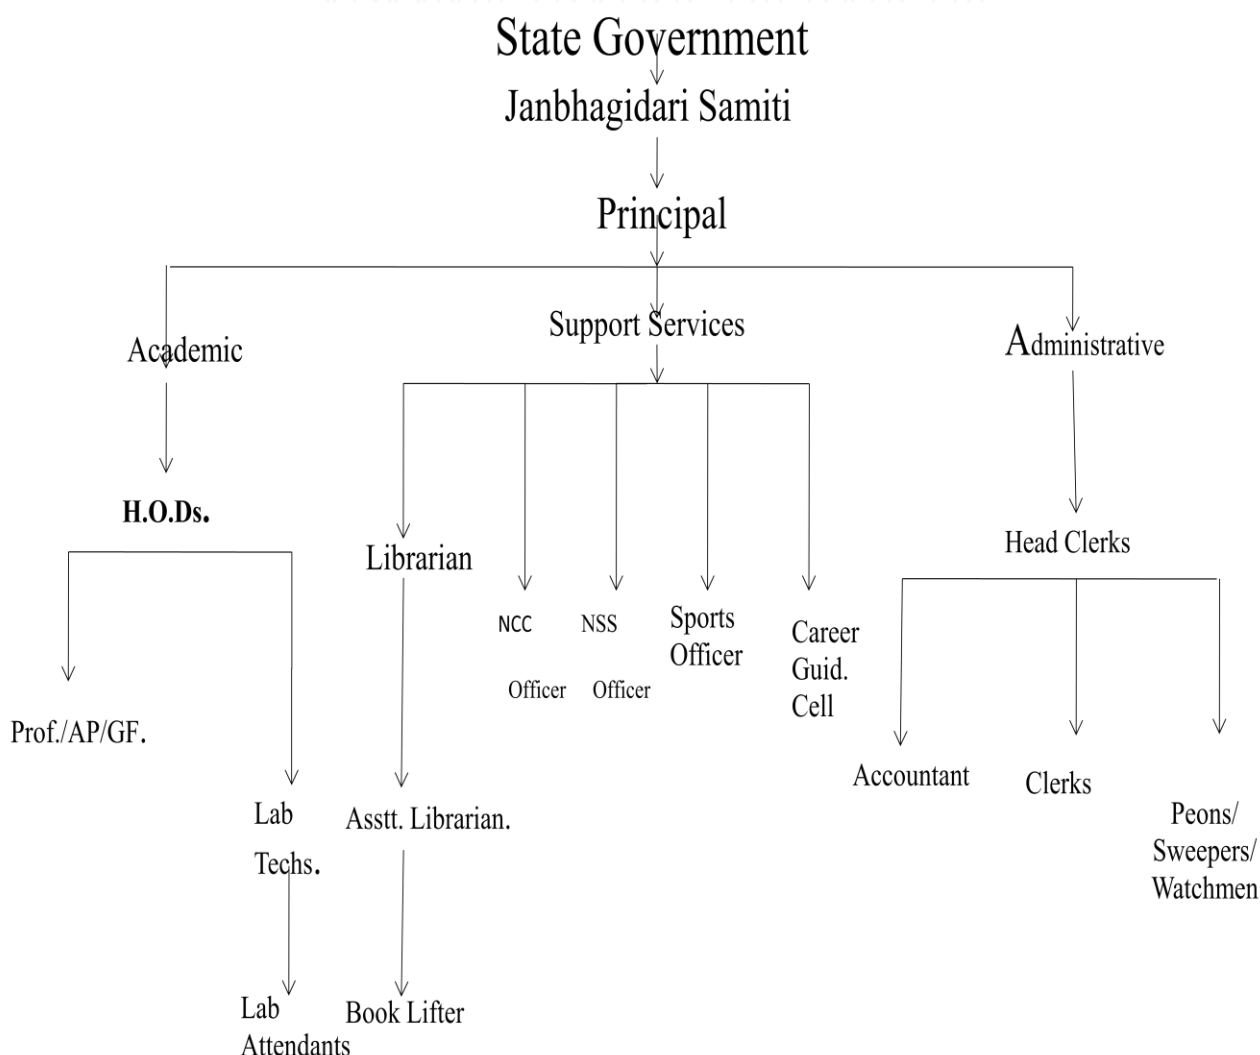 State Government
Janbhagidari Samiti
Principal
Academic
Support Services
Administrative
H.O.Ds.
Librarian
Head Clerks
NCC
Officer
NSS
Officer
Sports
Officer
Career
Guid.
Cell
Prof./AP/GF.
Lab
Techs.
Asstt. Librarian.
Accountant
Clerks
Peons/
Sweepers/
Watchmen
Lab
Attendants
Book Lifter